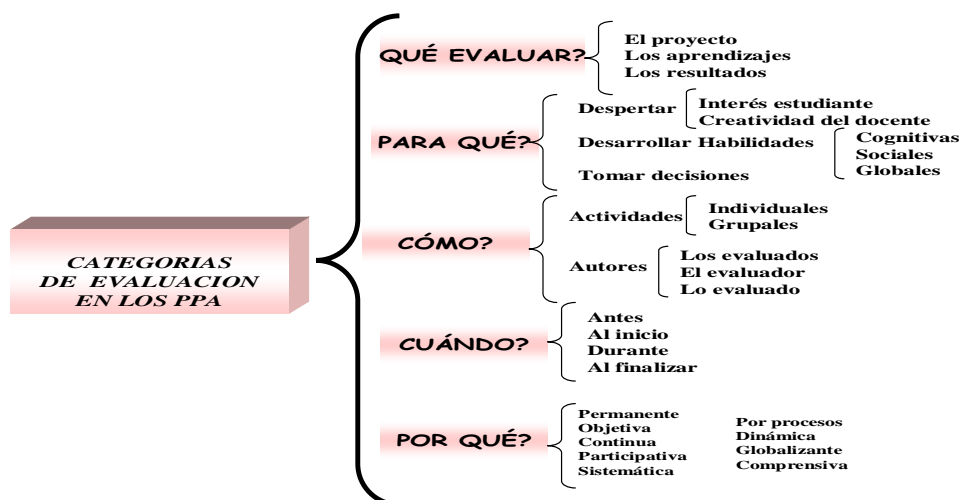 CATEGORIAS
DE EVALUACION
EN LOS PPA
QUÉ EVALUAR?
El proyecto
Los aprendizajes
Los resultados
PARA QUÉ?
Despertar
Interés estudiante
Creatividad del docente
Desarrollar Habilidades
Cognitivas
Sociales
Globales
Tomar decisiones
CÓMO?
Actividades
Individuales
Grupales
Autores
Los evaluados
El evaluador
Lo evaluado
CUÁNDO?
Antes
Al inicio
Durante
Al finalizar
POR QUÉ?
Permanente
Objetiva
Continua
Participativa
Sistemática
Por procesos
Dinámica
Globalizante
Comprensiva